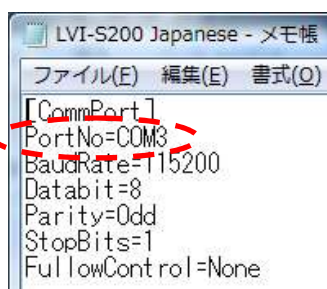 LVI-S200 Japanese - メモ帳
ファイル(F) 編集(E) 書式(O)
[CommPort]
PortNo=COM3
BaudRate=115200
Databit=8
Parity=Odd
StopBits=1
FullowControl=None